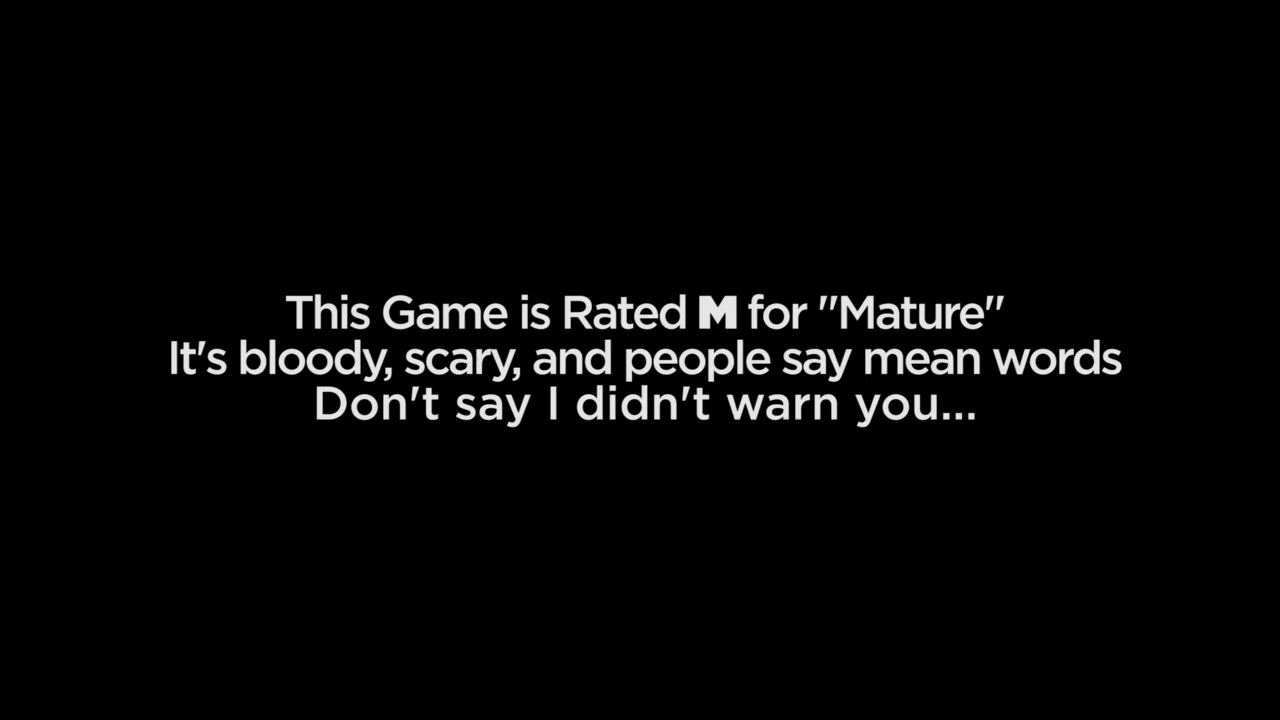 This Game is Rated M for "Mature"
It's bloody, scary, and people say mean words
Don't say I didn't warn you...